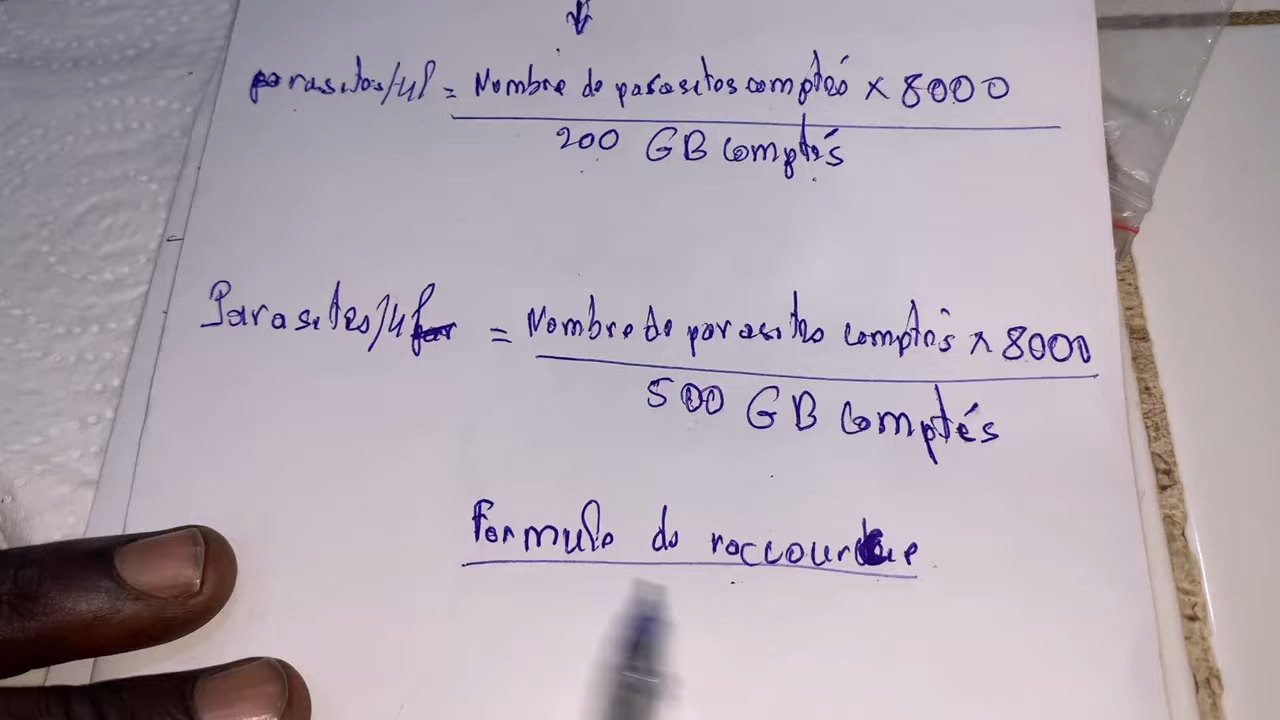 parasites/µl = Nombre de parasites comptés × 8000
200 GB comptés
Parasites/µl = Nombre de parasites comptés × 8000
500 GB comptés
Formule de raccource